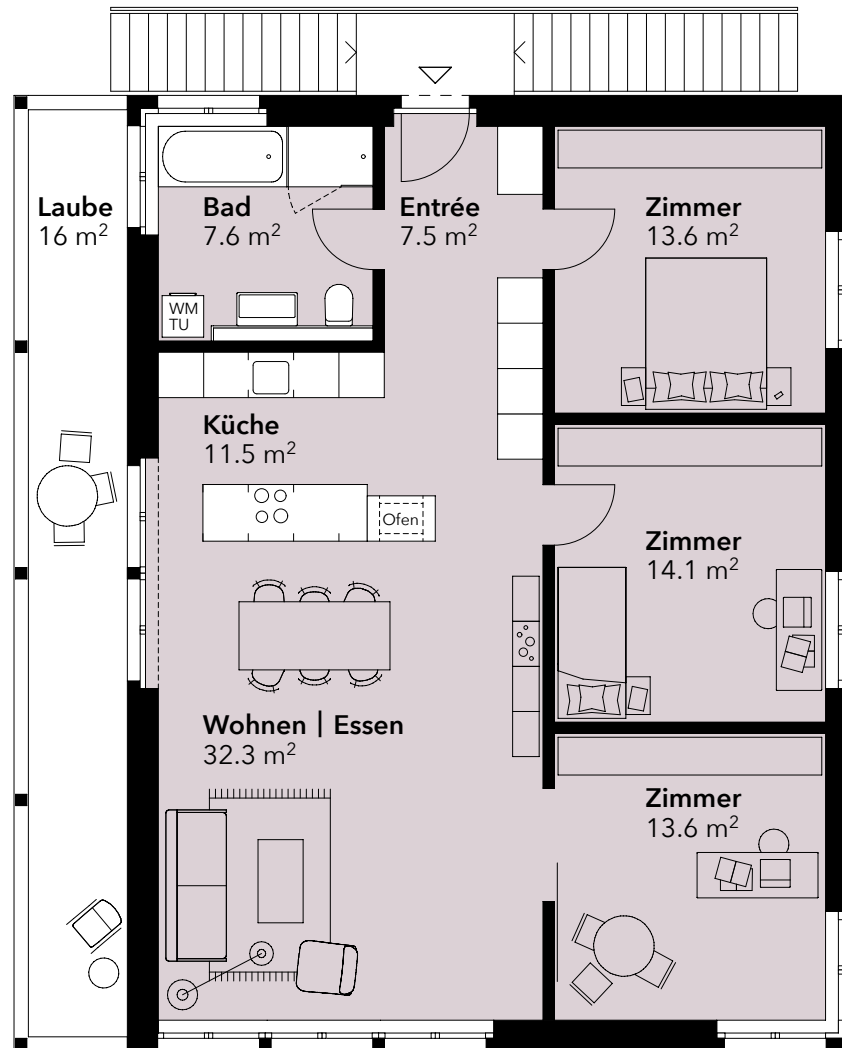 Laube
16 m²
Bad
7.6 m²
Entrée
7.5 m²
Zimmer
13.6 m²
WM
TU
Küche
11.5 m²
Ofen
Zimmer
14.1 m²
Wohnen | Essen
32.3 m²
Zimmer
13.6 m²